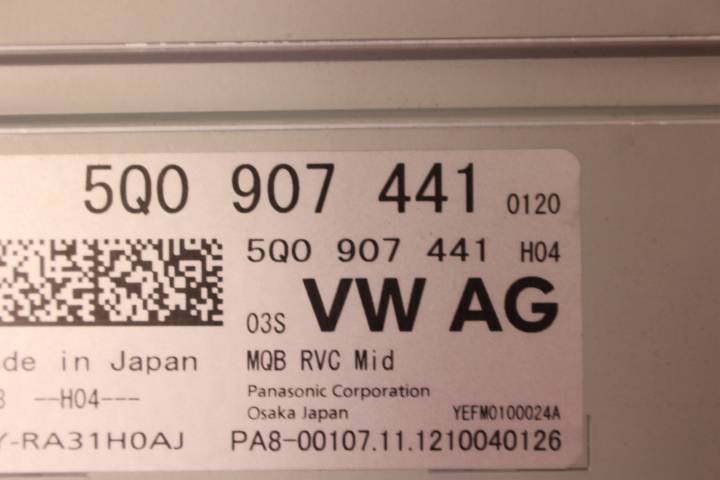 5Q0 907 441 0120
5Q0 907 441 H04
03S VW AG
de in Japan MQB RVC Mid
--H04--- Panasonic Corporation
Osaka Japan YEFM0100024A
Y-RA31H0AJ PA8-00107.11.1210040126